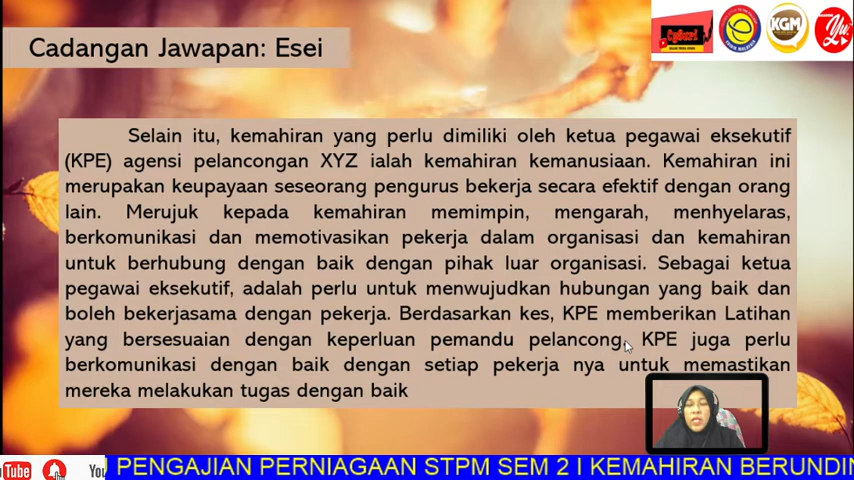 Cadangan Jawapan: Esei
KGM
Yu
Selain itu, kemahiran yang perlu dimiliki oleh ketua pegawai eksekutif
(KPE) agensi pelancongan XYZ ialah kemahiran kemanusiaan. Kemahiran ini
merupakan keupayaan seseorang pengurus bekerja secara efektif dengan orang
lain. Merujuk kepada kemahiran memimpin, mengarah, menhyelaras,
berkomunikasi dan memotivasikan pekerja dalam organisasi dan kemahiran
untuk berhubung dengan baik dengan pihak luar organisasi. Sebagai ketua
pegawai eksekutif, adalah perlu untuk menwujudkan hubungan yang baik dan
boleh bekerjasama dengan pekerja. Berdasarkan kes, KPE memberikan Latihan
yang bersesuaian dengan keperluan pemandu pelancong. KPE juga perlu
berkomunikasi dengan baik dengan setiap pekerja nya untuk memastikan
mereka melakukan tugas dengan baik
Tube You PENGAJIAN PERNIAGAAN STPM SEM 2 I KEMAHIRAN BERUNDIN